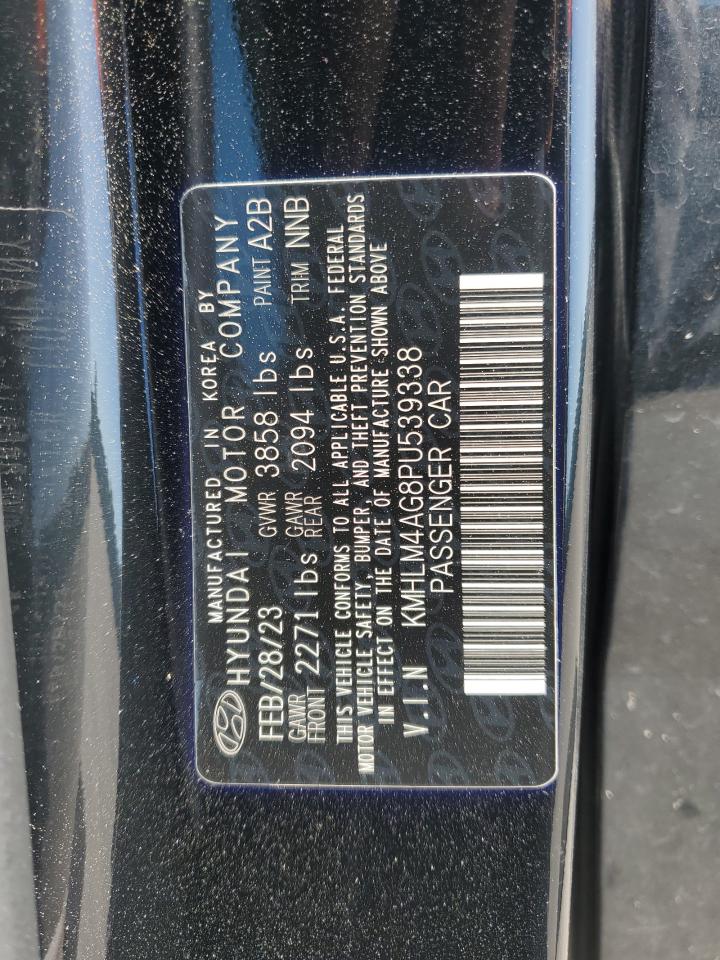 MANUFACTURED IN KOREA BY
HYUNDAI MOTOR COMPANY
FEB/28/23 GVWR 3858 lbs PAINT A2B
GAWR FRONT 2271 lbs GAWR REAR 2094 lbs TRIM NNB
THIS VEHICLE CONFORMS TO ALL APPLICABLE U.S.A. FEDERAL
MOTOR VEHICLE SAFETY, BUMPER, AND THEFT PREVENTION STANDARDS
IN EFFECT ON THE DATE OF MANUFACTURE SHOWN ABOVE
V.I.N KMHLM4AG8PU539338
PASSENGER CAR